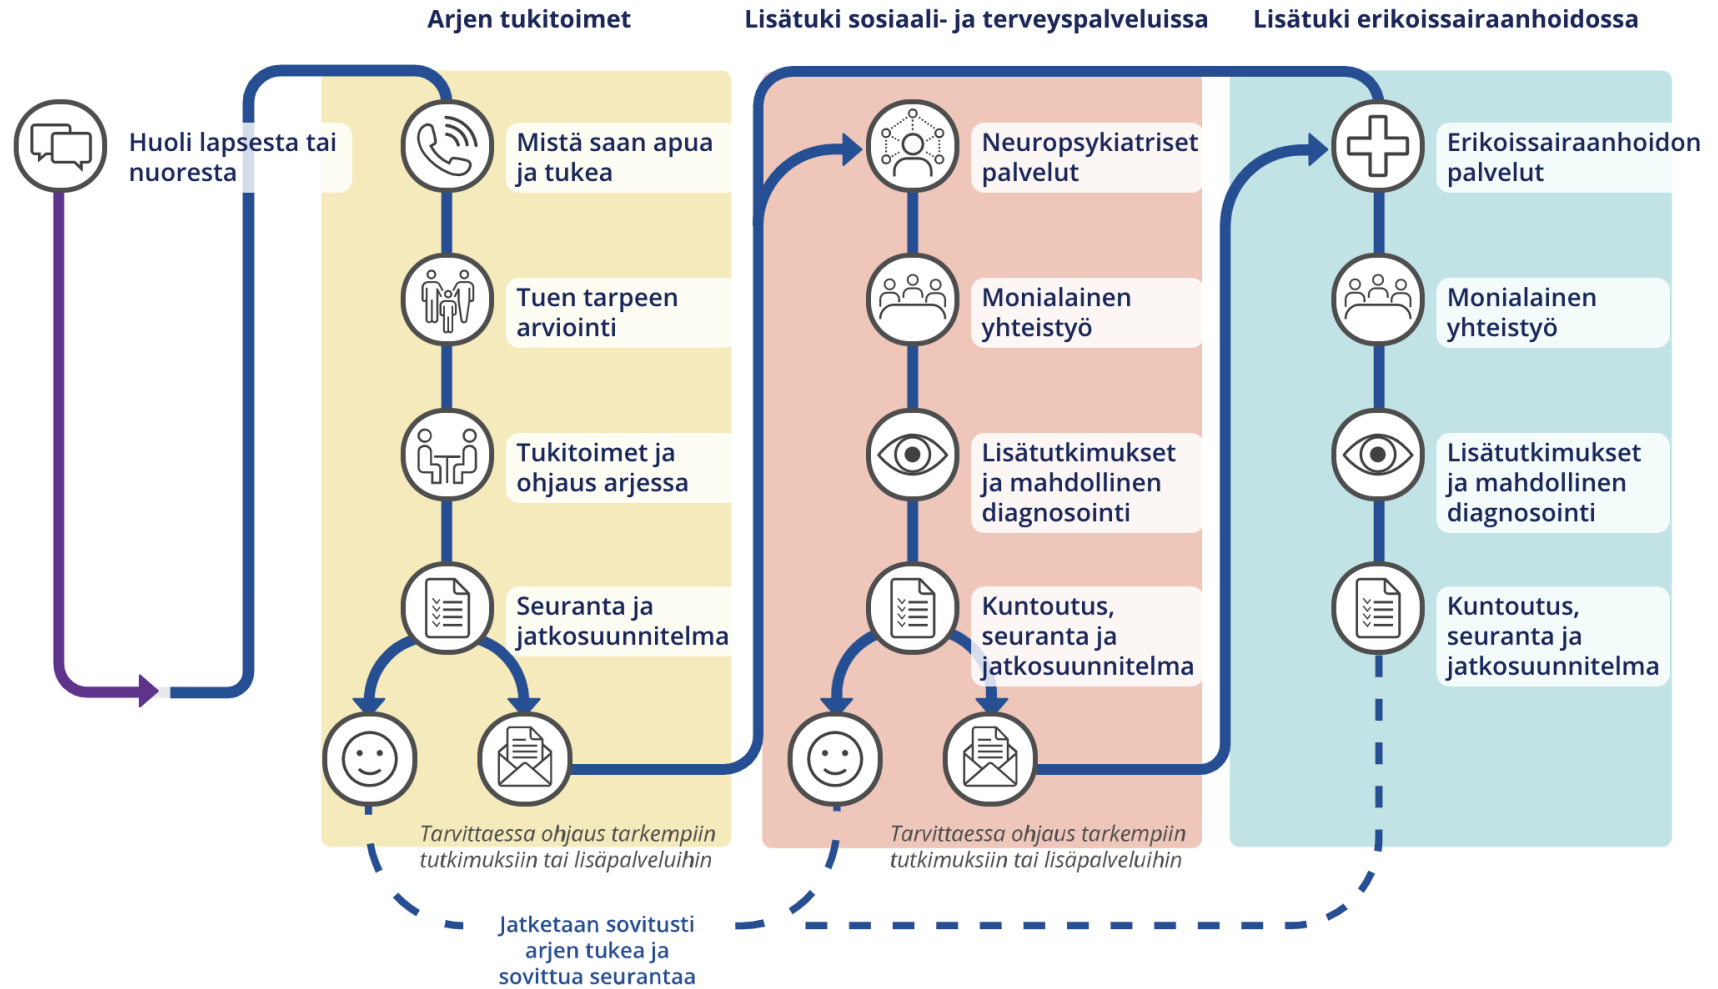 Arjen tukitoimet
Lisätuki sosiaali- ja terveyspalveluissa
Lisätuki erikoissairaanhoidossa
Huoli lapsesta tai
nuoresta
Mistä saan apua
ja tukea
Tuen tarpeen
arviointi
Tukitoimet ja
ohjaus arjessa
Seuranta ja
jatkosuunnitelma
Tarvittaessa ohjaus tarkempiin
tutkimuksiin tai lisäpalveluihin
Neuropsykiatriset
palvelut
Monialainen
yhteistyö
Lisätutkimukset
ja mahdollinen
diagnosointi
Kuntoutus,
seuranta ja
jatkosuunnitelma
Tarvittaessa ohjaus tarkempiin
tutkimuksiin tai lisäpalveluihin
Erikoissairaanhoidon
palvelut
Monialainen
yhteistyö
Lisätutkimukset
ja mahdollinen
diagnosointi
Kuntoutus,
seuranta ja
jatkosuunnitelma
Jatketaan sovitusti
arjen tukea ja
sovittua seurantaa